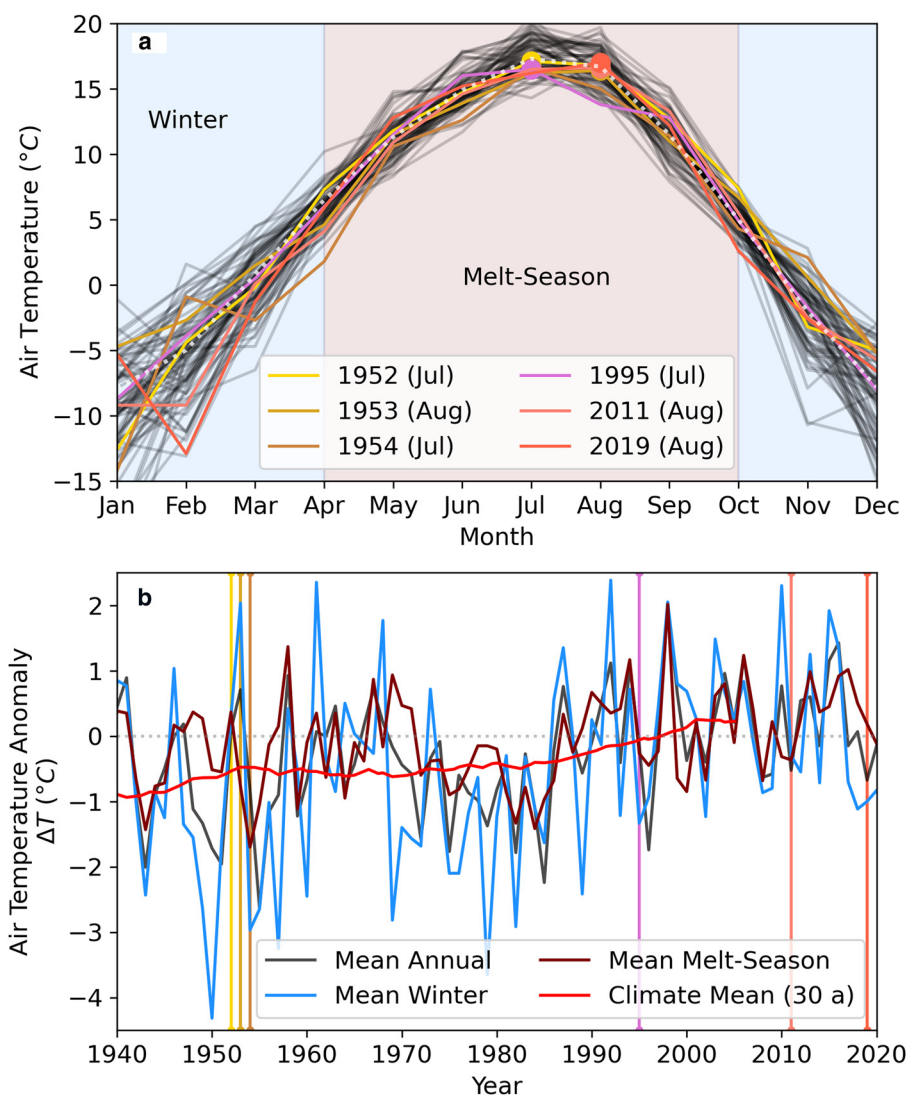 a
20
15
10
5
0
−5
−10
−15
Air Temperature (°C)
Winter
Melt-Season
1952 (Jul)
1953 (Aug)
1954 (Jul)
1995 (Jul)
2011 (Aug)
2019 (Aug)
Jan Feb Mar Apr May Jun Jul Aug Sep Oct Nov Dec
Month
b
2
1
0
−1
−2
−3
−4
Air Temperature Anomaly
ΔT (°C)
Mean Annual
Mean Winter
Mean Melt-Season
Climate Mean (30 a)
1940 1950 1960 1970 1980 1990 2000 2010 2020
Year